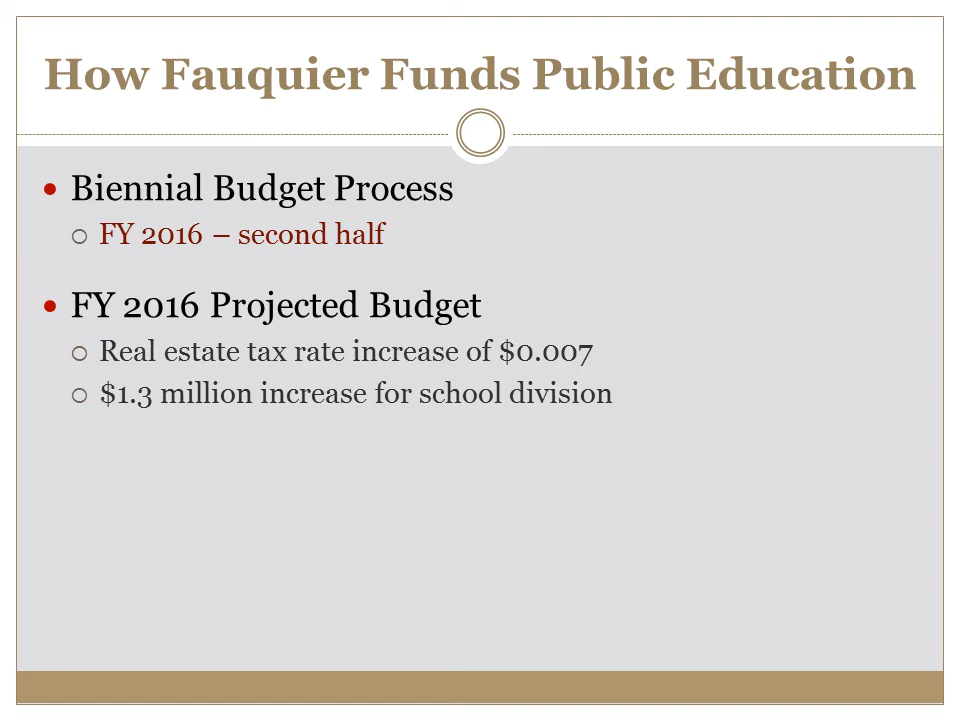 How Fauquier Funds Public Education
Biennial Budget Process
FY 2016 – second half
FY 2016 Projected Budget
Real estate tax rate increase of $0.007
$1.3 million increase for school division